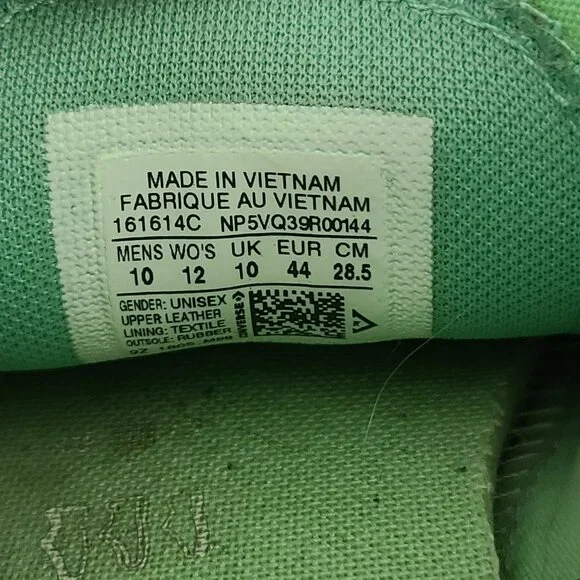 MADE IN VIETNAM
FABRIQUE AU VIETNAM
161614C NP5VQ39R00144
MENS WO'S UK EUR CM
10 12 10 44 28.5
GENDER: UNISEX
UPPER: LEATHER
LINING: TEXTILE
OUTSOLE: RUBBER
CONVERSE